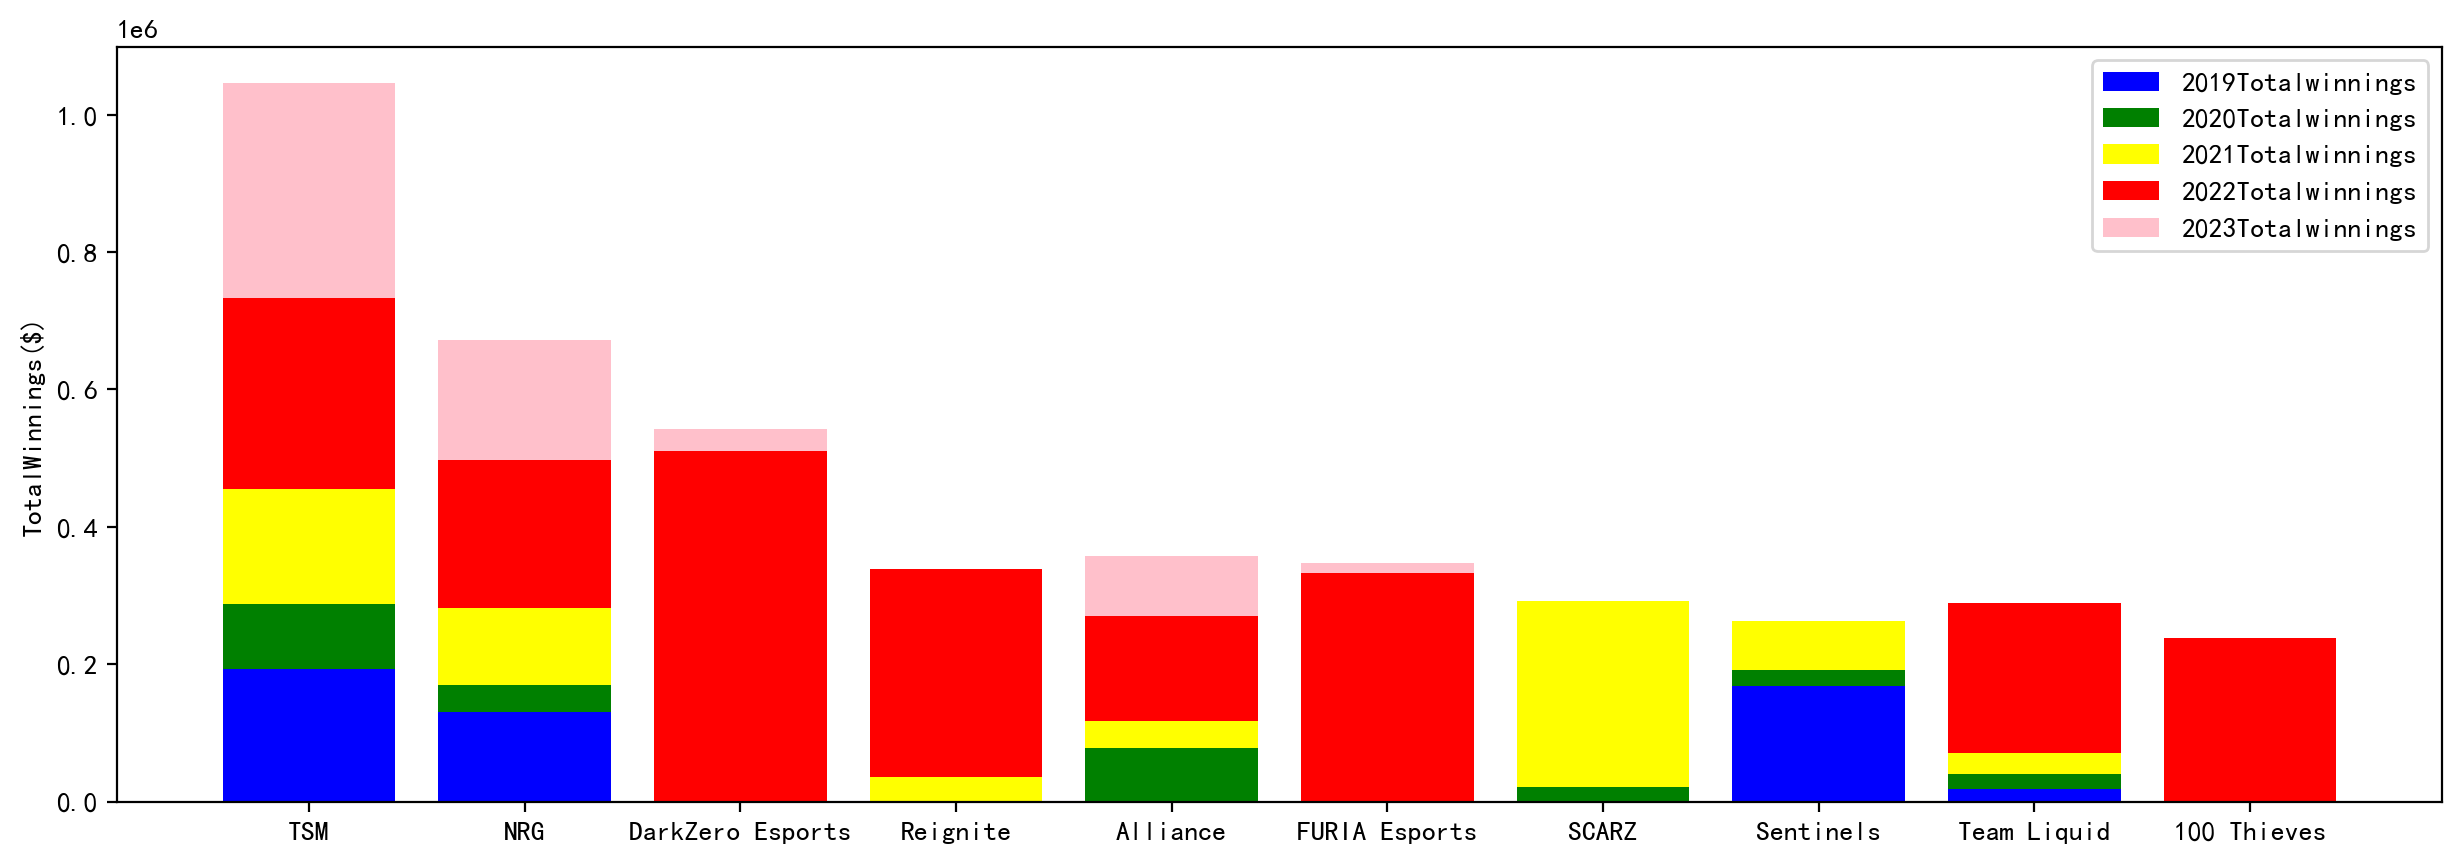 1e6
TotalWinnings($)
1.0
0.8
0.6
0.4
0.2
0.0
2019Totalwinnings
2020Totalwinnings
2021Totalwinnings
2022Totalwinnings
2023Totalwinnings
TSM NRG DarkZero Esports Reignite Alliance FURIA Esports SCARZ Sentinels Team Liquid 100 Thieves